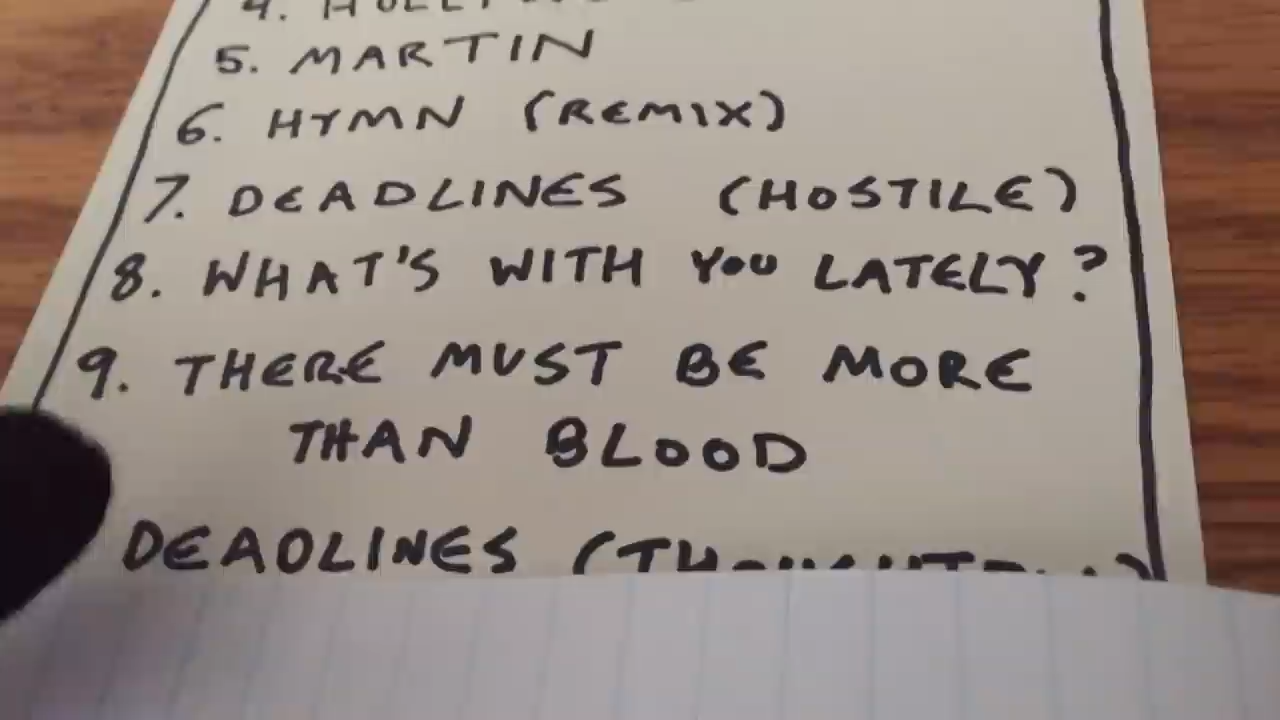 4.
5. MARTIN
6. HYMN (REMIX)
7. DEADLINES (HOSTILE)
8. WHAT'S WITH YOU LATELY?
9. THERE MUST BE MORE
THAN BLOOD
DEADLINES